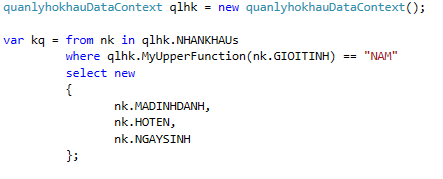 quanlyhokhauDataContext qlhk = new quanlyhokhauDataContext();
var kq = from nk in qlhk.NHANKHAUs
where qlhk.MyUpperFunction(nk.GIOITINH) == "NAM"
select new
{
nk.MADINHDANH,
nk.HOTEN,
nk.NGAYSINH
};